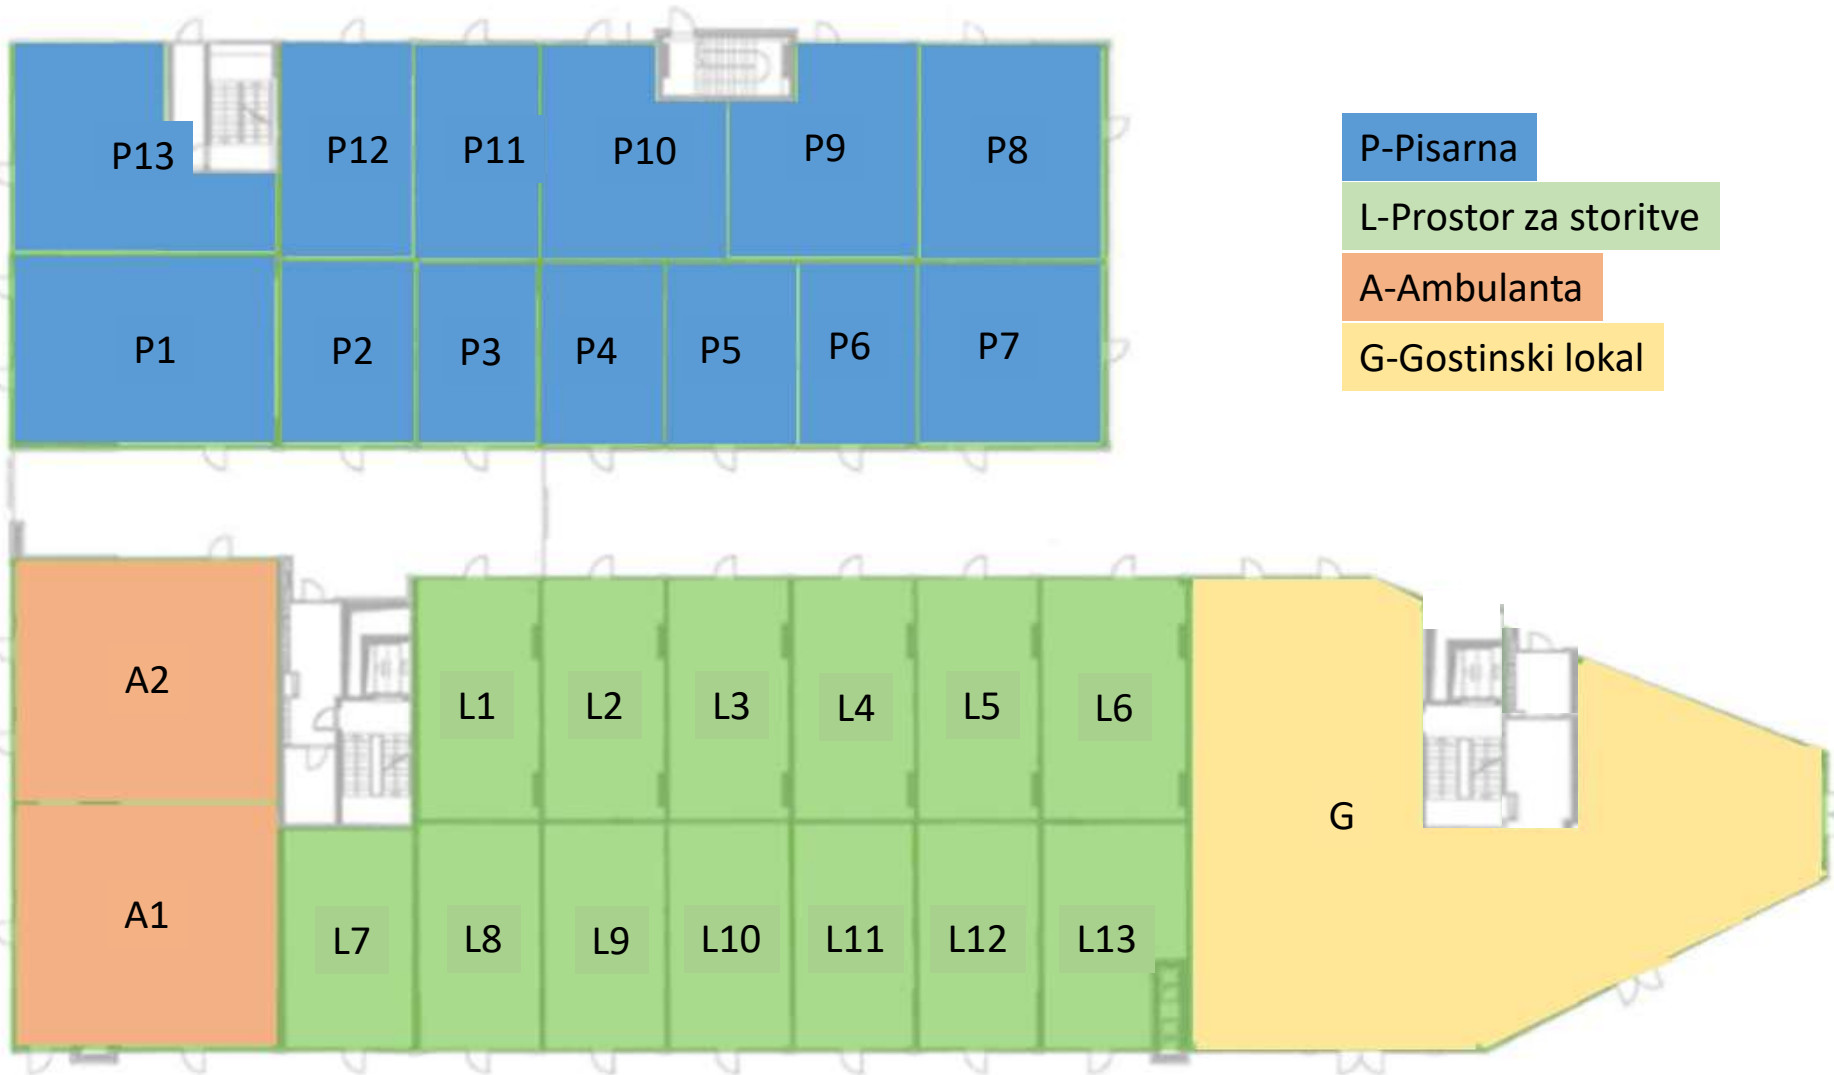 P13
P12
P11
P10
P9
P8
P1
P2
P3
P4
P5
P6
P7
P-Pisarna
L-Prostor za storitve
A-Ambulanta
G-Gostinski lokal
A2
L1
L2
L3
L4
L5
L6
G
A1
L7
L8
L9
L10
L11
L12
L13